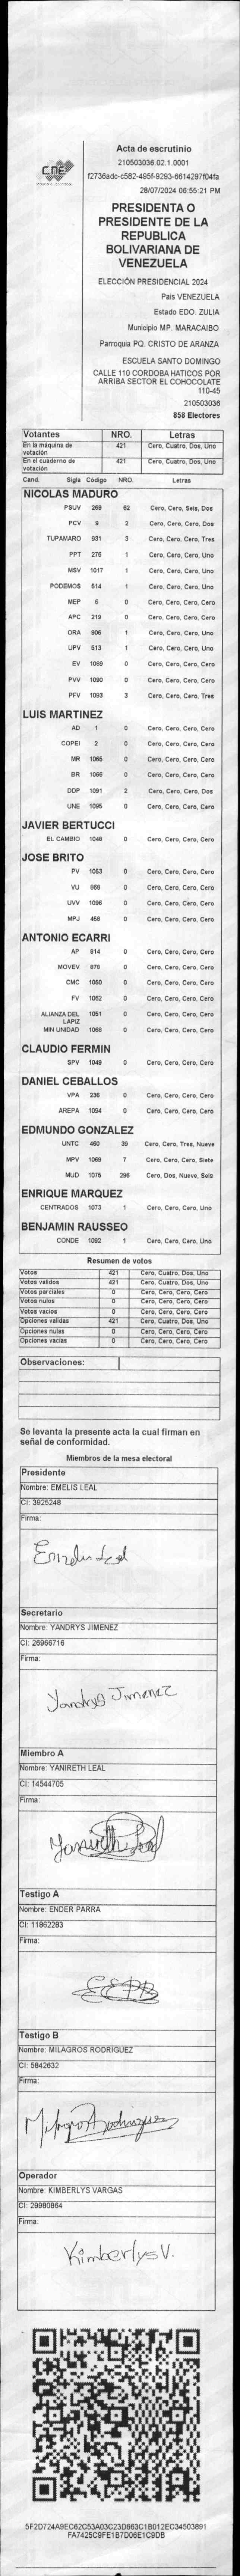 CNE
Acta de escrutinio
210503036.02.1.0001
f2736adc-c582-495f-9293-6614297f04fa
28/07/2024 06:55:21 PM
PRESIDENTA O
PRESIDENTE DE LA
REPUBLICA
BOLIVARIANA DE
VENEZUELA
ELECCIÓN PRESIDENCIAL 2024
País VENEZUELA
Estado EDO. ZULIA
Municipio MP. MARACAIBO
Parroquia PQ. CRISTO DE ARANZA
ESCUELA SANTO DOMINGO
CALLE 110 CORDOBA HATICOS POR
ARRIBA SECTOR EL COHOCOLATE
110-45
210503036
858 Electores
Votantes NRO. Letras
En la máquina de votación 421 Cero, Cuatro, Dos, Uno
En el cuaderno de votación 421 Cero, Cuatro, Dos, Uno
Cand. Sigla Código NRO. Letras
NICOLAS MADURO
PSUV 269 62 Cero, Cero, Seis, Dos
PCV 9 2 Cero, Cero, Cero, Dos
TUPAMARO 931 3 Cero, Cero, Cero, Tres
PPT 276 1 Cero, Cero, Cero, Uno
MSV 1017 1 Cero, Cero, Cero, Uno
PODEMOS 514 1 Cero, Cero, Cero, Uno
MEP 6 0 Cero, Cero, Cero, Cero
APC 219 0 Cero, Cero, Cero, Cero
ORA 906 1 Cero, Cero, Cero, Uno
UPV 513 1 Cero, Cero, Cero, Uno
EV 1089 0 Cero, Cero, Cero, Cero
PVV 1090 0 Cero, Cero, Cero, Cero
PFV 1093 3 Cero, Cero, Cero, Tres
LUIS MARTINEZ
AD 1 0 Cero, Cero, Cero, Cero
COPEI 2 0 Cero, Cero, Cero, Cero
MR 1065 0 Cero, Cero, Cero, Cero
BR 1066 0 Cero, Cero, Cero, Cero
DDP 1091 2 Cero, Cero, Cero, Dos
UNE 1095 0 Cero, Cero, Cero, Cero
JAVIER BERTUCCI
EL CAMBIO 1048 0 Cero, Cero, Cero, Cero
JOSE BRITO
PV 1053 0 Cero, Cero, Cero, Cero
VU 868 0 Cero, Cero, Cero, Cero
UVV 1096 0 Cero, Cero, Cero, Cero
MPJ 458 0 Cero, Cero, Cero, Cero
ANTONIO ECARRI
AP 814 0 Cero, Cero, Cero, Cero
MOVEV 878 0 Cero, Cero, Cero, Cero
CMC 1050 0 Cero, Cero, Cero, Cero
FV 1052 0 Cero, Cero, Cero, Cero
ALIANZA DEL LAPIZ 1051 0 Cero, Cero, Cero, Cero
MIN UNIDAD 1068 0 Cero, Cero, Cero, Cero
CLAUDIO FERMIN
SPV 1049 0 Cero, Cero, Cero, Cero
DANIEL CEBALLOS
VPA 236 0 Cero, Cero, Cero, Cero
AREPA 1094 0 Cero, Cero, Cero, Cero
EDMUNDO GONZALEZ
UNTC 460 39 Cero, Cero, Tres, Nueve
MPV 1069 7 Cero, Cero, Cero, Siete
MUD 1075 296 Cero, Dos, Nueve, Seis
ENRIQUE MARQUEZ
CENTRADOS 1073 1 Cero, Cero, Cero, Uno
BENJAMIN RAUSSEO
CONDE 1092 1 Cero, Cero, Cero, Uno
Resumen de votos
Votos 421 Cero, Cuatro, Dos, Uno
Votos validos 421 Cero, Cuatro, Dos, Uno
Votos parciales 0 Cero, Cero, Cero, Cero
Votos nulos 0 Cero, Cero, Cero, Cero
Votos vacios 0 Cero, Cero, Cero, Cero
Opciones validas 421 Cero, Cuatro, Dos, Uno
Opciones nulas 0 Cero, Cero, Cero, Cero
Opciones vacias 0 Cero, Cero, Cero, Cero
Observaciones:
Se levanta la presente acta la cual firman en
señal de conformidad.
Miembros de la mesa electoral
Presidente
Nombre: EMELIS LEAL
CI: 3925248
Firma:
Secretario
Nombre: YANDRYS JIMENEZ
CI: 26966716
Firma:
Yandrys Jimenez
Miembro A
Nombre: YANIRETH LEAL
CI: 14544705
Firma:
Yanireth Leal
Testigo A
Nombre: ENDER PARRA
CI: 11862283
Firma:
Testigo B
Nombre: MILAGROS RODRIGUEZ
CI: 5842632
Firma:
Milagros Rodriguez
Operador
Nombre: KIMBERLYS VARGAS
CI: 29980864
Firma:
Kimberlys V.
5F2D724A9EC62C53A03C23D663C1B012EC34503891
FA7425C9FE1B7D06E1C9DB